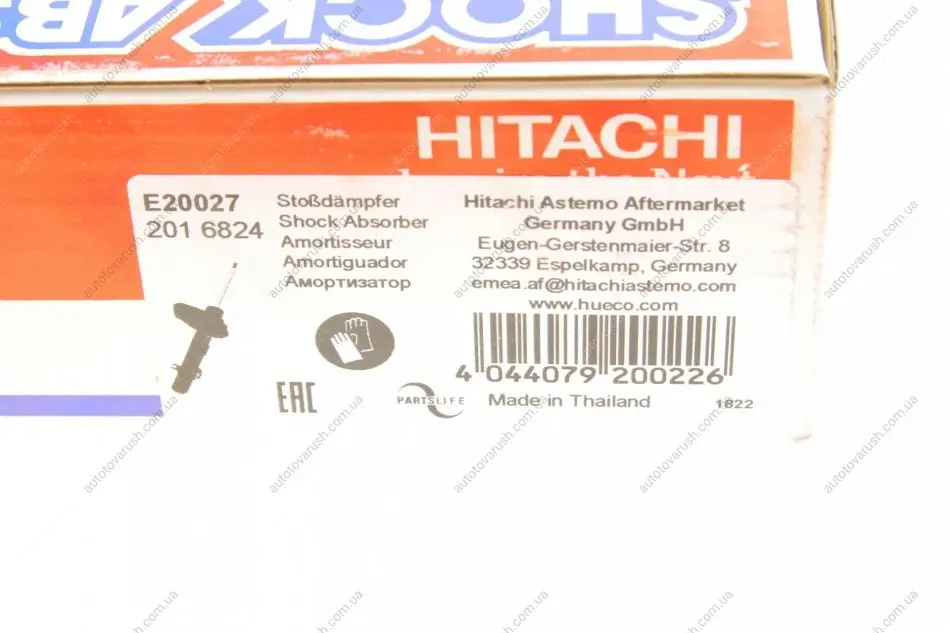 SHOCK/AB
HITACHI
E20027
201 6824
Stoßdämpfer
Shock Absorber
Amortisseur
Amortiguador
Амортизатор
Hitachi Astemo Aftermarket
Germany GmbH
Eugen-Gerstenmaier-Str. 8
32339 Espelkamp, Germany
emea.af@hitachiastemo.com
www.hueco.com
4 044079 200226
EAC
PARTSLIFE
Made in Thailand
1822
autotovarush.com.ua